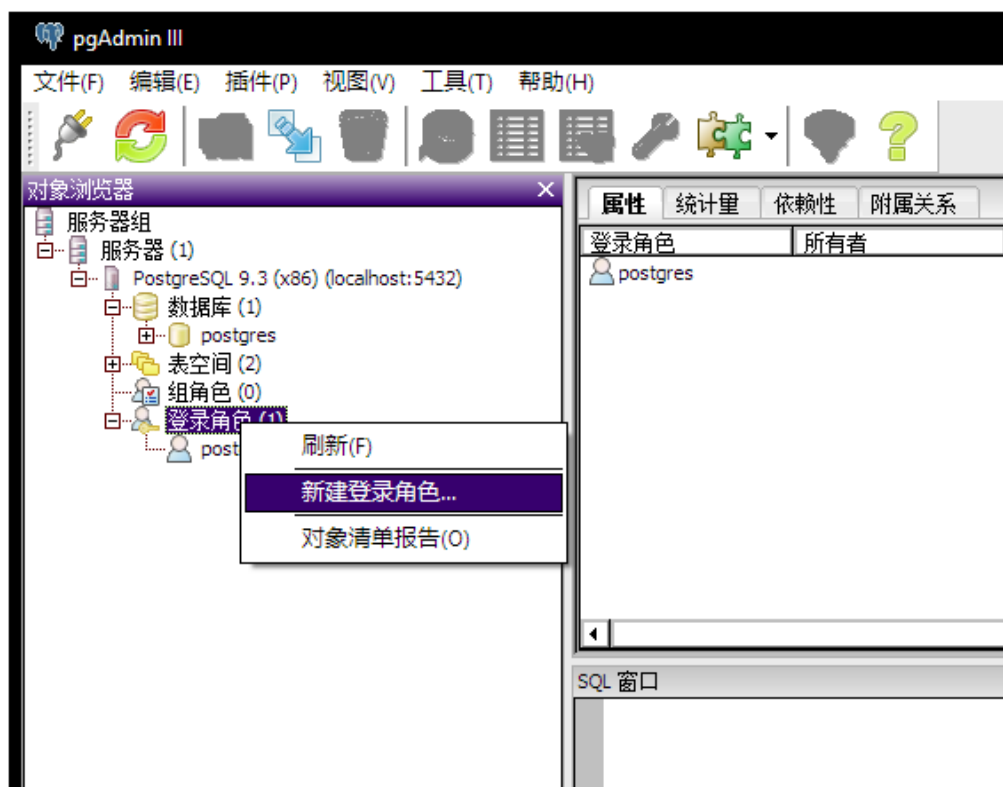 pgAdmin III
文件(F) 编辑(E) 插件(P) 视图(V) 工具(T) 帮助(H)
对象浏览器
服务器组
服务器 (1)
PostgreSQL 9.3 (x86) (localhost:5432)
数据库 (1)
postgres
表空间 (2)
组角色 (0)
登录角色 (1)
post
刷新(F)
新建登录角色...
对象清单报告(O)
属性 统计量 依赖性 附属关系
登录角色 所有者
postgres
SQL 窗口